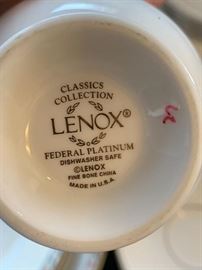 CLASSICS
COLLECTION
LENOX®
FEDERAL PLATINUM
DISHWASHER SAFE
©LENOX
FINE BONE CHINA
MADE IN U.S.A.